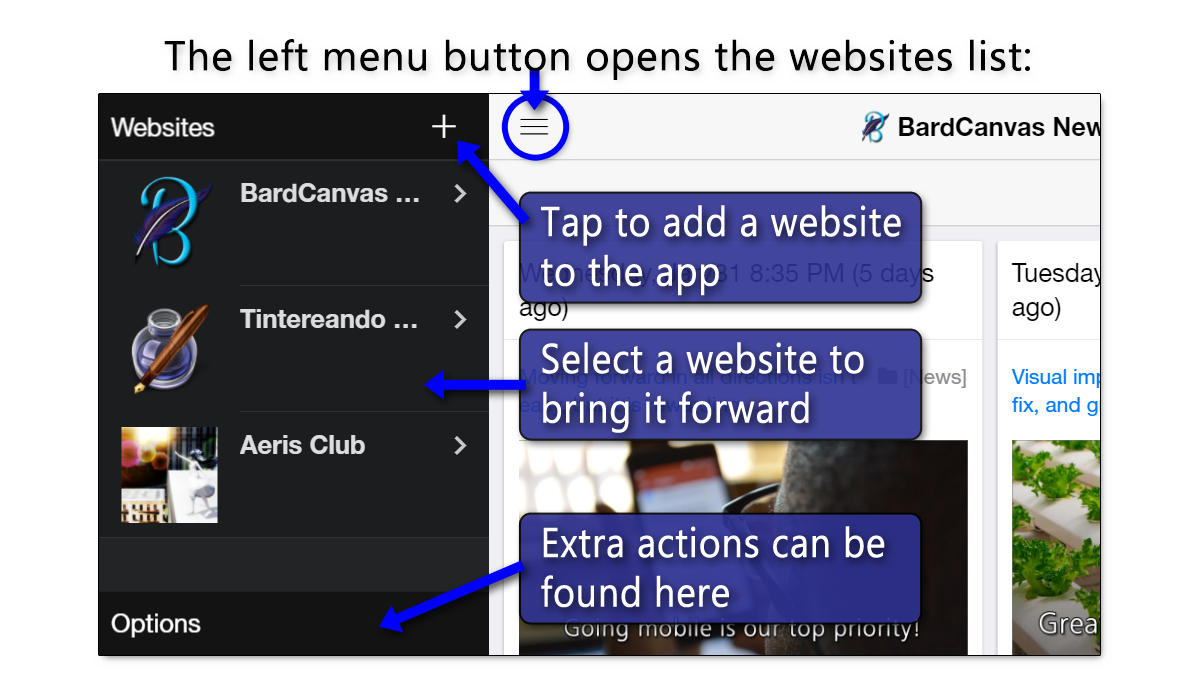 The left menu button opens the websites list:
Websites
BardCanvas New
BardCanvas ...
Tap to add a website
to the app
31 8:35 PM (5 days
ago)
Tuesday
ago)
Tintereando ...
Select a website to
bring it forward
Moving forward in all directions isn't
[News]
Visual imp
fix, and g
Aeris Club
Extra actions can be
found here
Going mobile is our top priority!
Grea
Options